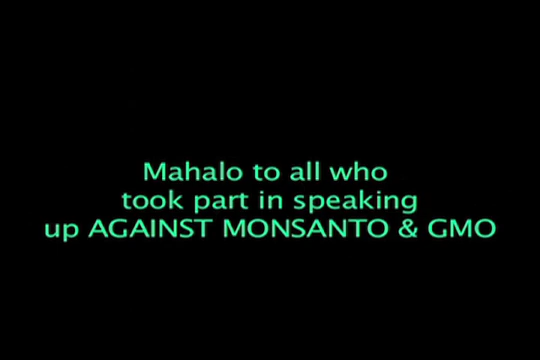 Mahalo to all who
took part in speaking
up AGAINST MONSANTO & GMO